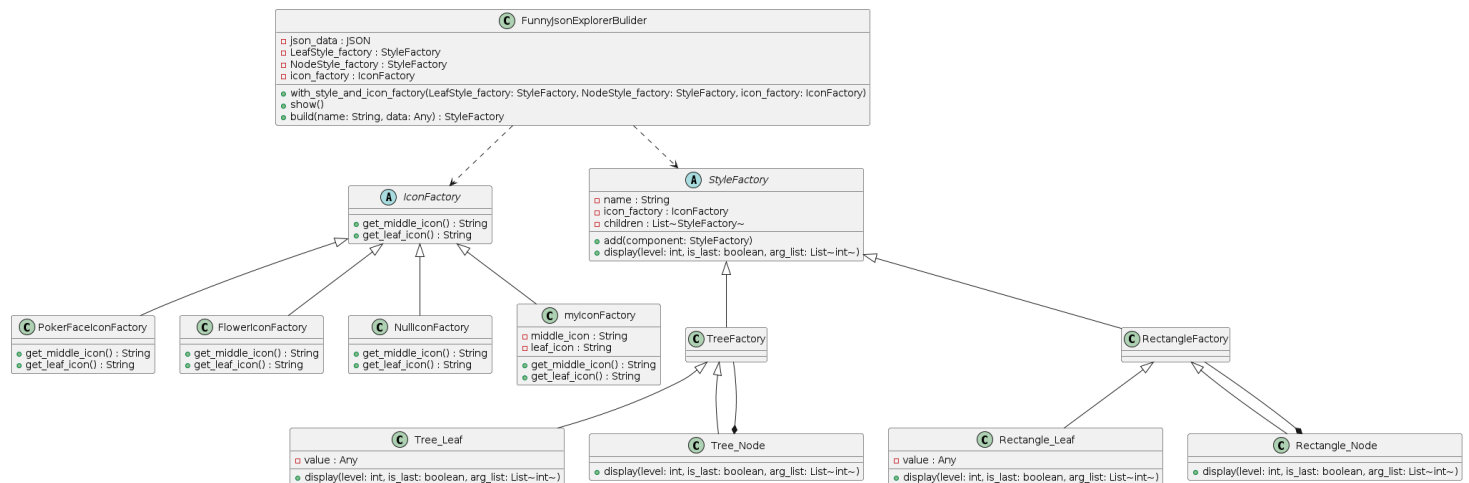 C FunnyJsonExplorerBulider
json_data : JSON
LeafStyle_factory : StyleFactory
NodeStyle_factory : StyleFactory
icon_factory : IconFactory
with_style_and_icon_factory(LeafStyle_factory: StyleFactory, NodeStyle_factory: StyleFactory, icon_factory: IconFactory)
show()
build(name: String, data: Any) : StyleFactory
A IconFactory
get_middle_icon() : String
get_leaf_icon() : String
A StyleFactory
name : String
icon_factory : IconFactory
children : List~StyleFactory~
add(component: StyleFactory)
display(level: int, is_last: boolean, arg_list: List~int~)
C PokerFaceIconFactory
get_middle_icon() : String
get_leaf_icon() : String
C FlowerIconFactory
get_middle_icon() : String
get_leaf_icon() : String
C NullIconFactory
get_middle_icon() : String
get_leaf_icon() : String
C myIconFactory
middle_icon : String
leaf_icon : String
get_middle_icon() : String
get_leaf_icon() : String
C TreeFactory
C RectangleFactory
C Tree_Leaf
value : Any
display(level: int, is_last: boolean, arg_list: List~int~)
C Tree_Node
display(level: int, is_last: boolean, arg_list: List~int~)
C Rectangle_Leaf
value : Any
display(level: int, is_last: boolean, arg_list: List~int~)
C Rectangle_Node
display(level: int, is_last: boolean, arg_list: List~int~)